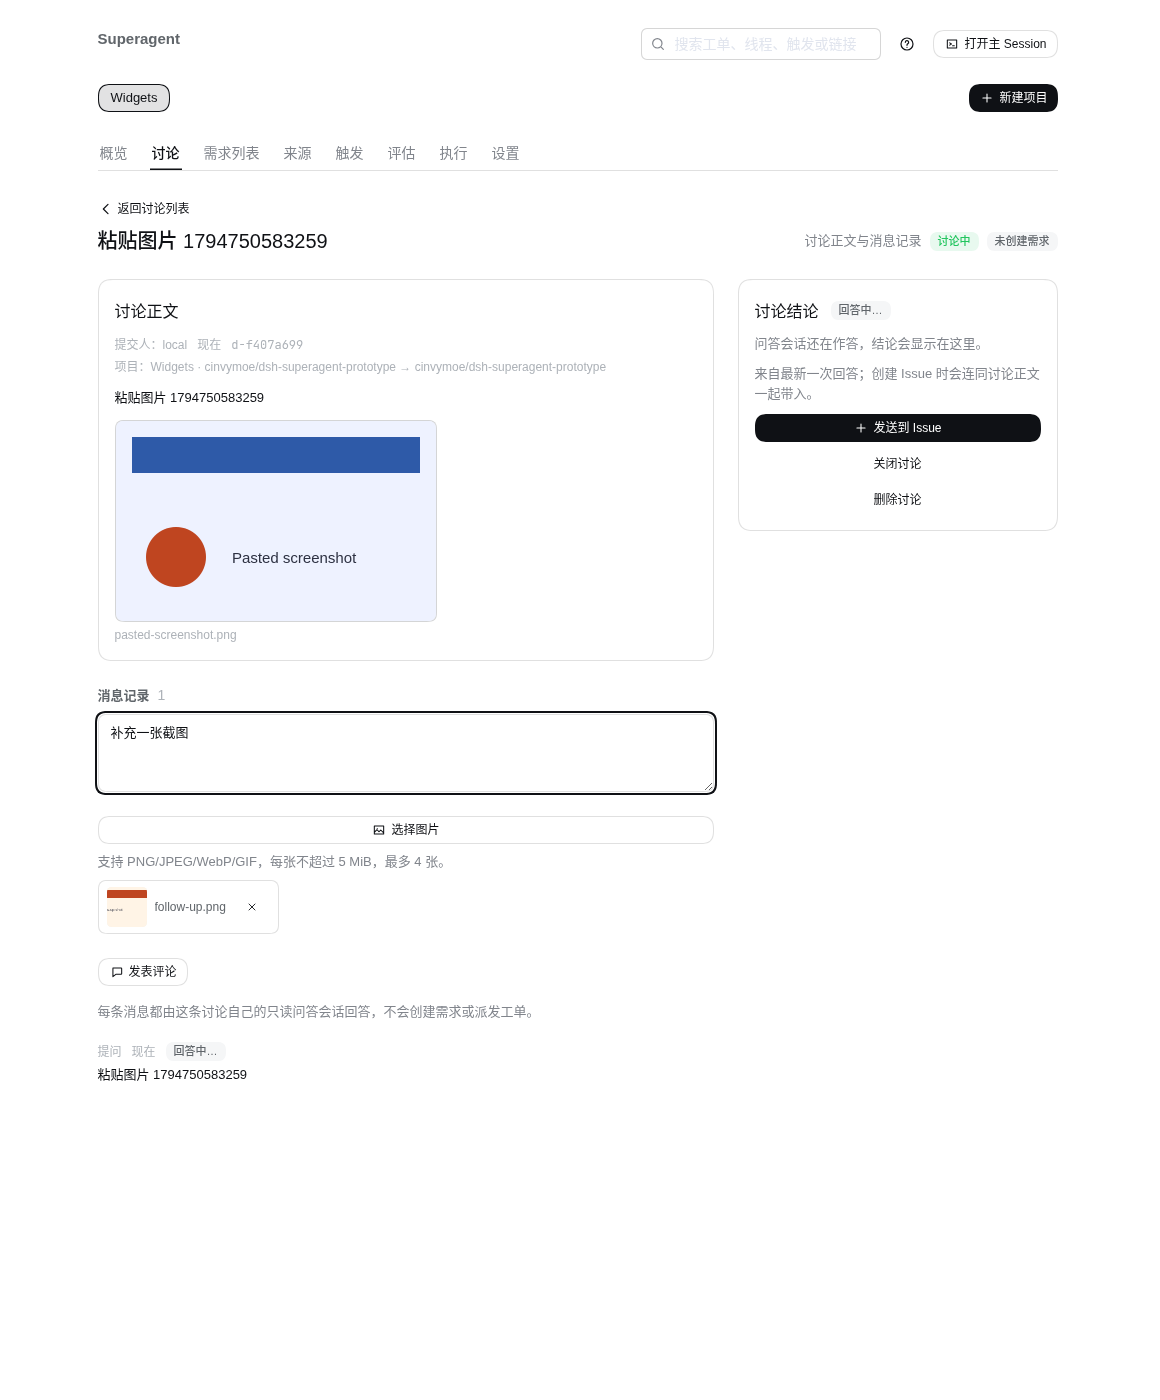 Superagent
搜索工单、线程、触发或链接
打开主 Session
Widgets
新建项目
概览 讨论 需求列表 来源 触发 评估 执行 设置
返回讨论列表
粘贴图片 1794750583259
讨论正文与消息记录 讨论中 未创建需求
讨论正文
提交人：local 现在 d-f407a699
项目：Widgets · cinvymoe/dsh-superagent-prototype → cinvymoe/dsh-superagent-prototype
粘贴图片 1794750583259
Pasted screenshot
pasted-screenshot.png
讨论结论 回答中…
问答会话还在作答，结论会显示在这里。
来自最新一次回答；创建 Issue 时会连同讨论正文
一起带入。
发送到 Issue
关闭讨论
删除讨论
消息记录 1
补充一张截图
选择图片
支持 PNG/JPEG/WebP/GIF，每张不超过 5 MiB，最多 4 张。
follow-up.png
发表评论
每条消息都由这条讨论自己的只读问答会话回答，不会创建需求或派发工单。
提问 现在 回答中…
粘贴图片 1794750583259